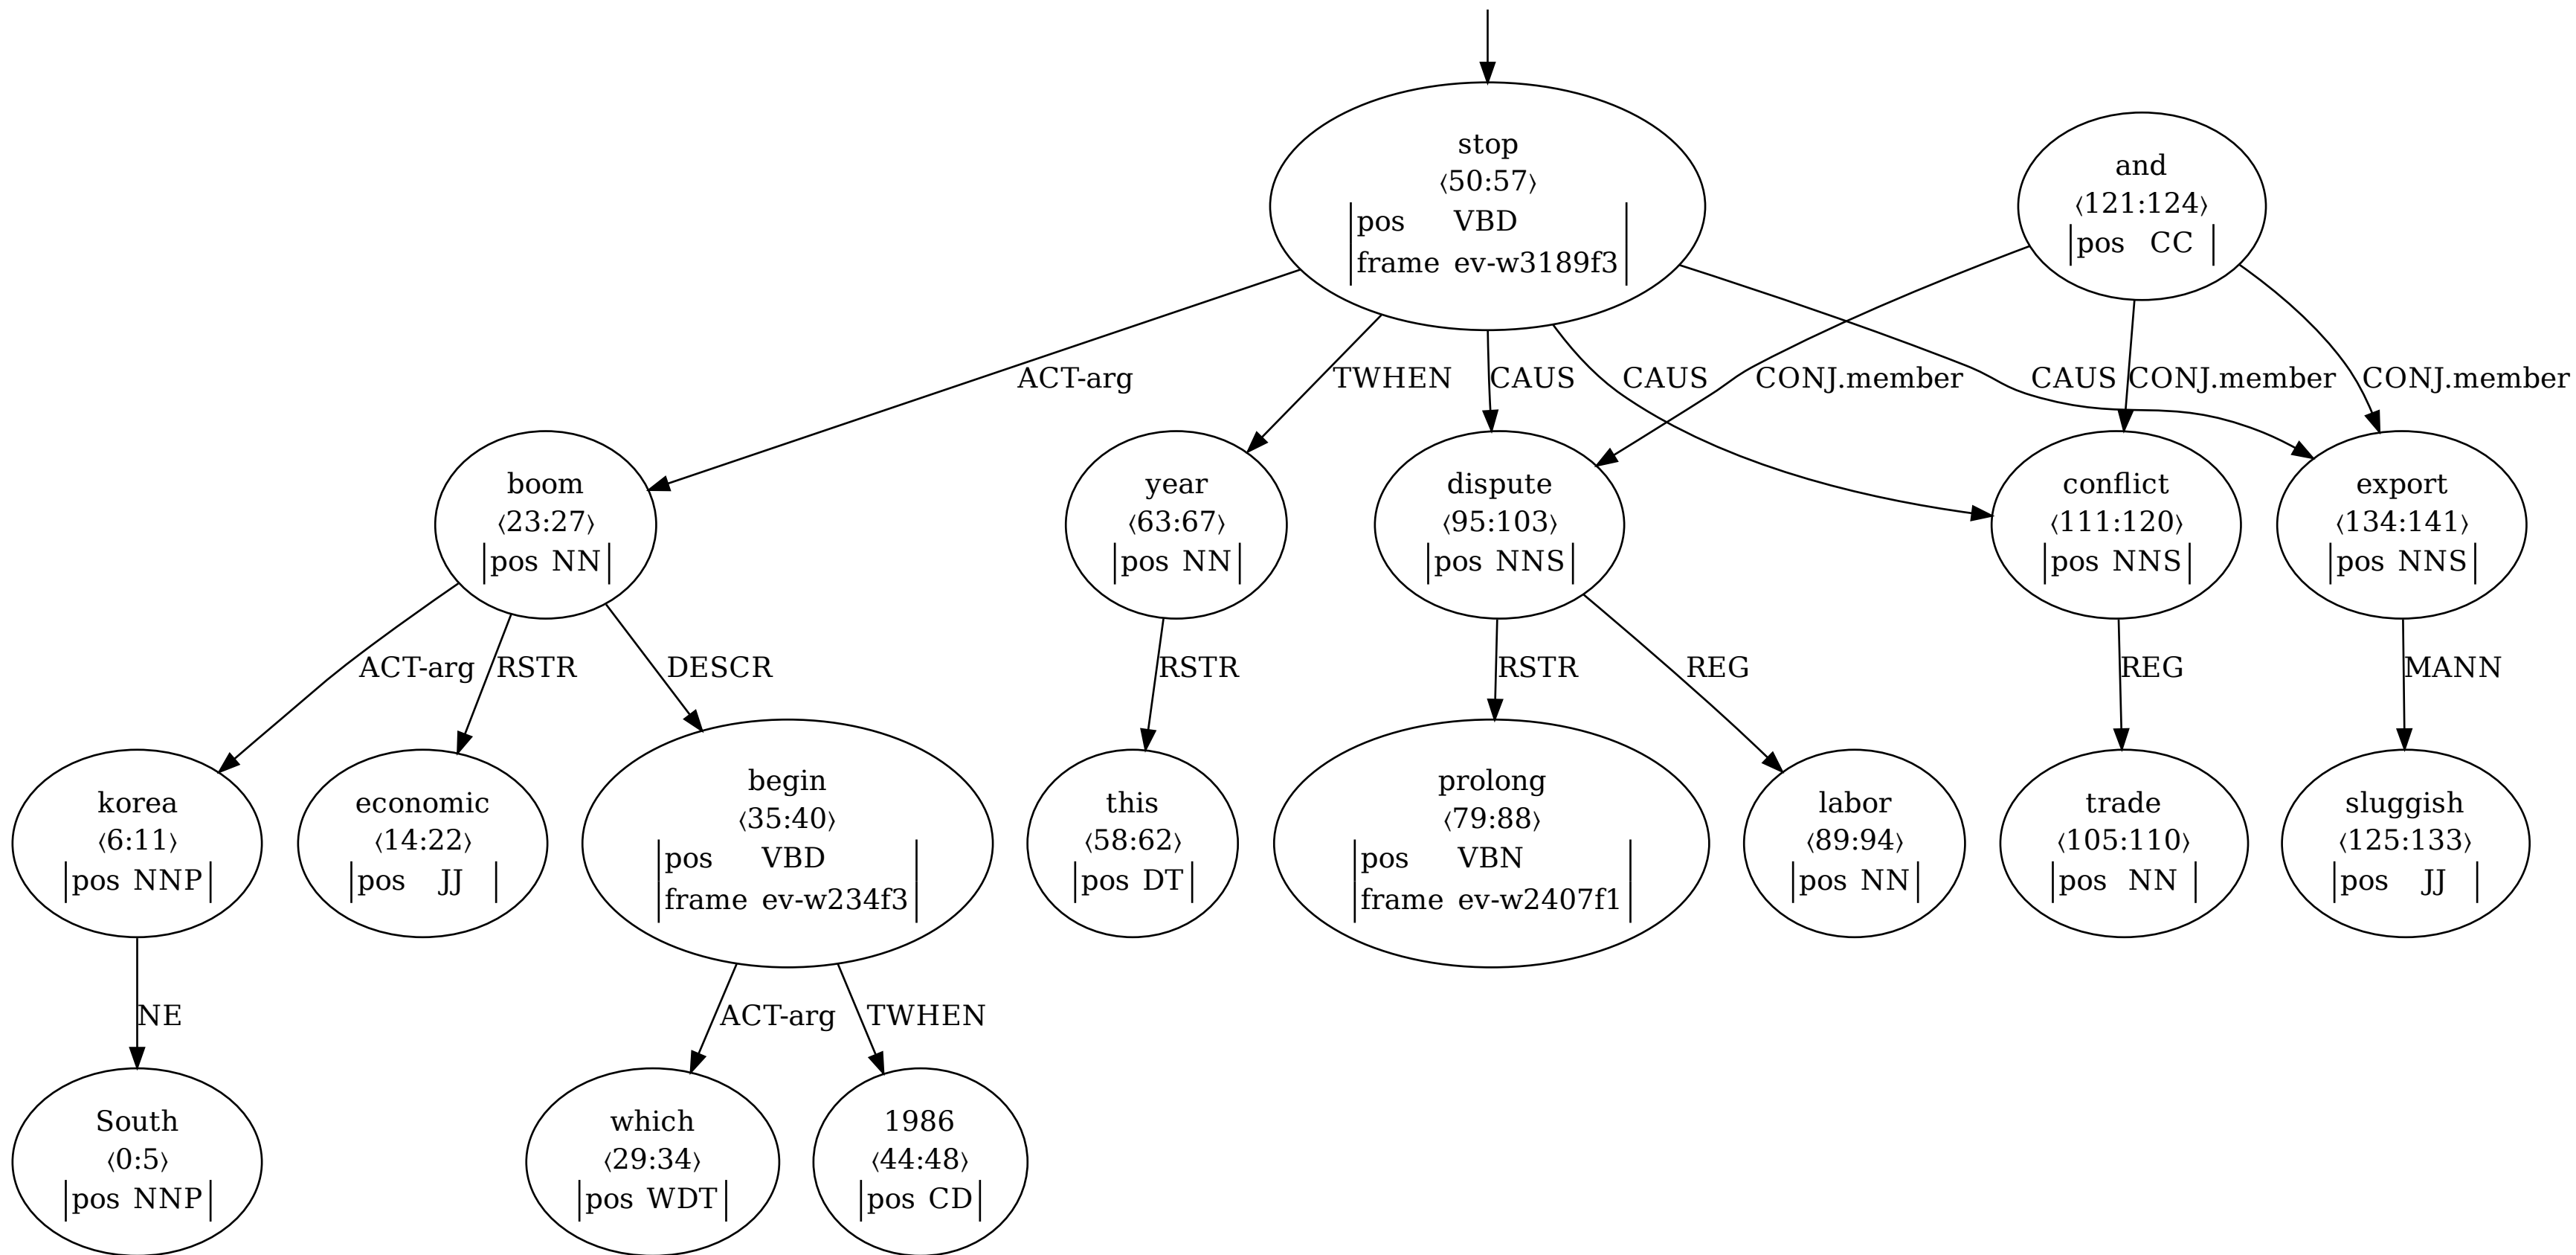 stop
⟨50:57⟩
pos VBD
frame ev-w3189f3
and
⟨121:124⟩
pos CC
ACT-arg
TWHEN
CAUS
CAUS
CONJ.member
CAUS
CONJ.member
CONJ.member
boom
⟨23:27⟩
pos NN
year
⟨63:67⟩
pos NN
dispute
⟨95:103⟩
pos NNS
conflict
⟨111:120⟩
pos NNS
export
⟨134:141⟩
pos NNS
ACT-arg
RSTR
DESCR
RSTR
RSTR
REG
REG
MANN
korea
⟨6:11⟩
pos NNP
economic
⟨14:22⟩
pos JJ
begin
⟨35:40⟩
pos VBD
frame ev-w234f3
this
⟨58:62⟩
pos DT
prolong
⟨79:88⟩
pos VBN
frame ev-w2407f1
labor
⟨89:94⟩
pos NN
trade
⟨105:110⟩
pos NN
sluggish
⟨125:133⟩
pos JJ
NE
ACT-arg
TWHEN
South
⟨0:5⟩
pos NNP
which
⟨29:34⟩
pos WDT
1986
⟨44:48⟩
pos CD